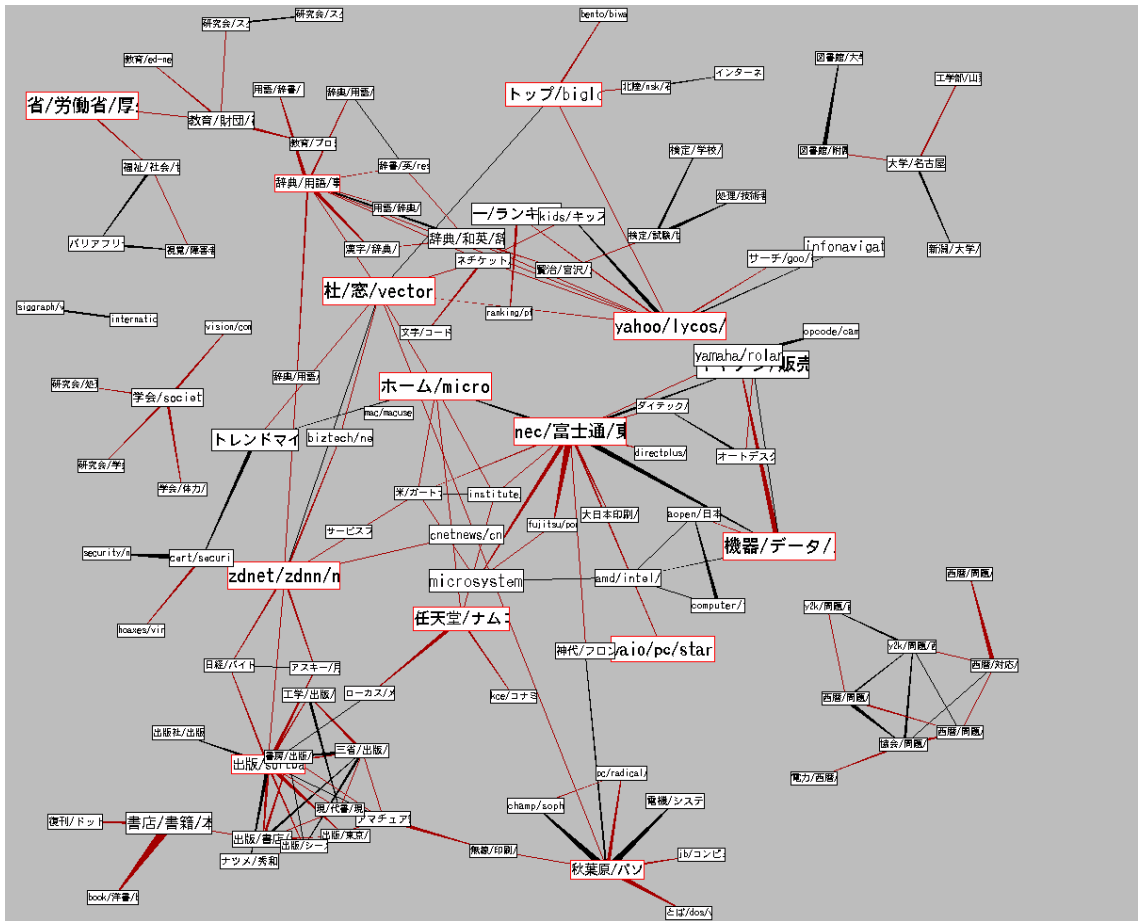 研究会/ス
bento/biwa
研究会/ス
教育/ed-ne
図書館/大
インターネ
工学部/山
北陸/nsk/
用語/辞書/
辞典/用語/
トップ/biglo
省/労働省/厚
教育/財団/
教育/プロ
検定/学校/
図書館/附
大学/名古屋
福祉/社会/
辞書/英/res
辞典/用語/事
処理/技術者
用語/辞典/
ー/ランキ
kids/キッズ
バリアフリー
視覚/障害者
漢字/辞典/
辞典/和英/辞
検定/試験/
新潟/大学/
infonavigat
サーチ/goo/
ネチケット
賢治/宮沢/
杜/窓/vector
siggraph/v
internatio
ranking/pf
vision/com
文字/コード
yahoo/lycos/
opcode/cam
yamaha/rolan
/販売
辞典/用語/
ホーム/micro
研究会/処理
学会/societ
mac/macuse
ダイテック/
トレンドマイ
biztech/ne
nec/富士通/東
directplus/
オートデスク
研究会/学会
学会/体力/
米/ガート
institute
大日本印刷/
aopen/日本
サービス
cnetnews/cn
fujitsu/po
機器/データ/
security/m
cert/securi
zdnet/zdnn/n
microsystem
amd/intel/
computer/
西暦/問題/
y2k/問題/
hoaxes/vir
任天堂/ナムコ
神代/フロン
vaio/pc/star
y2k/問題/
日経/バイト
アスキー/月
西暦/対応/
工学/出版/
ローカス/メ
kce/コナミ
西暦/問題/
出版社/出版
西暦/問題/
協会/問題/
書房/出版/
三省/出版/
出版/softba
電力/西暦
pc/radical/
champ/soph
電機/システ
復刊/ドット
書店/書籍/本
現/代書/現
アマチュア
出版/書店/
出版/東京/
出版/シー
ナツメ/秀和
無線/印刷/
jb/コンピュ
秋葉原/パソ
book/洋書/
とぱ/dos/v